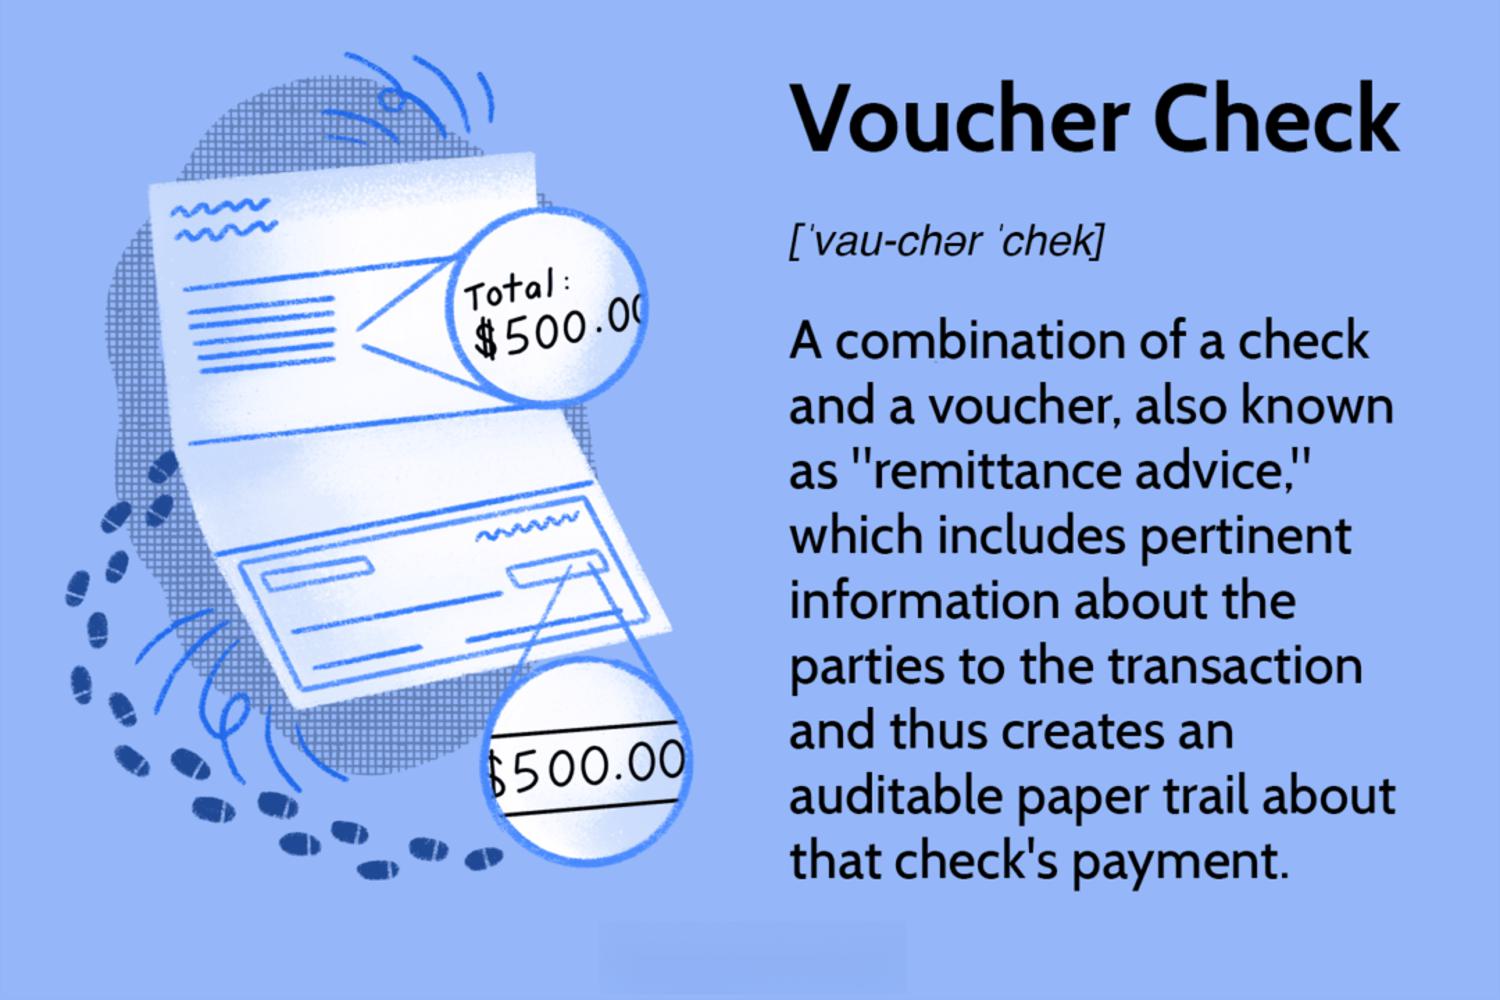 Voucher Check
[ˈvau-chər ˈchek]
A combination of a check
and a voucher, also known
as "remittance advice,"
which includes pertinent
information about the
parties to the transaction
and thus creates an
auditable paper trail about
that check's payment.
Total:
$500.00
$500.00